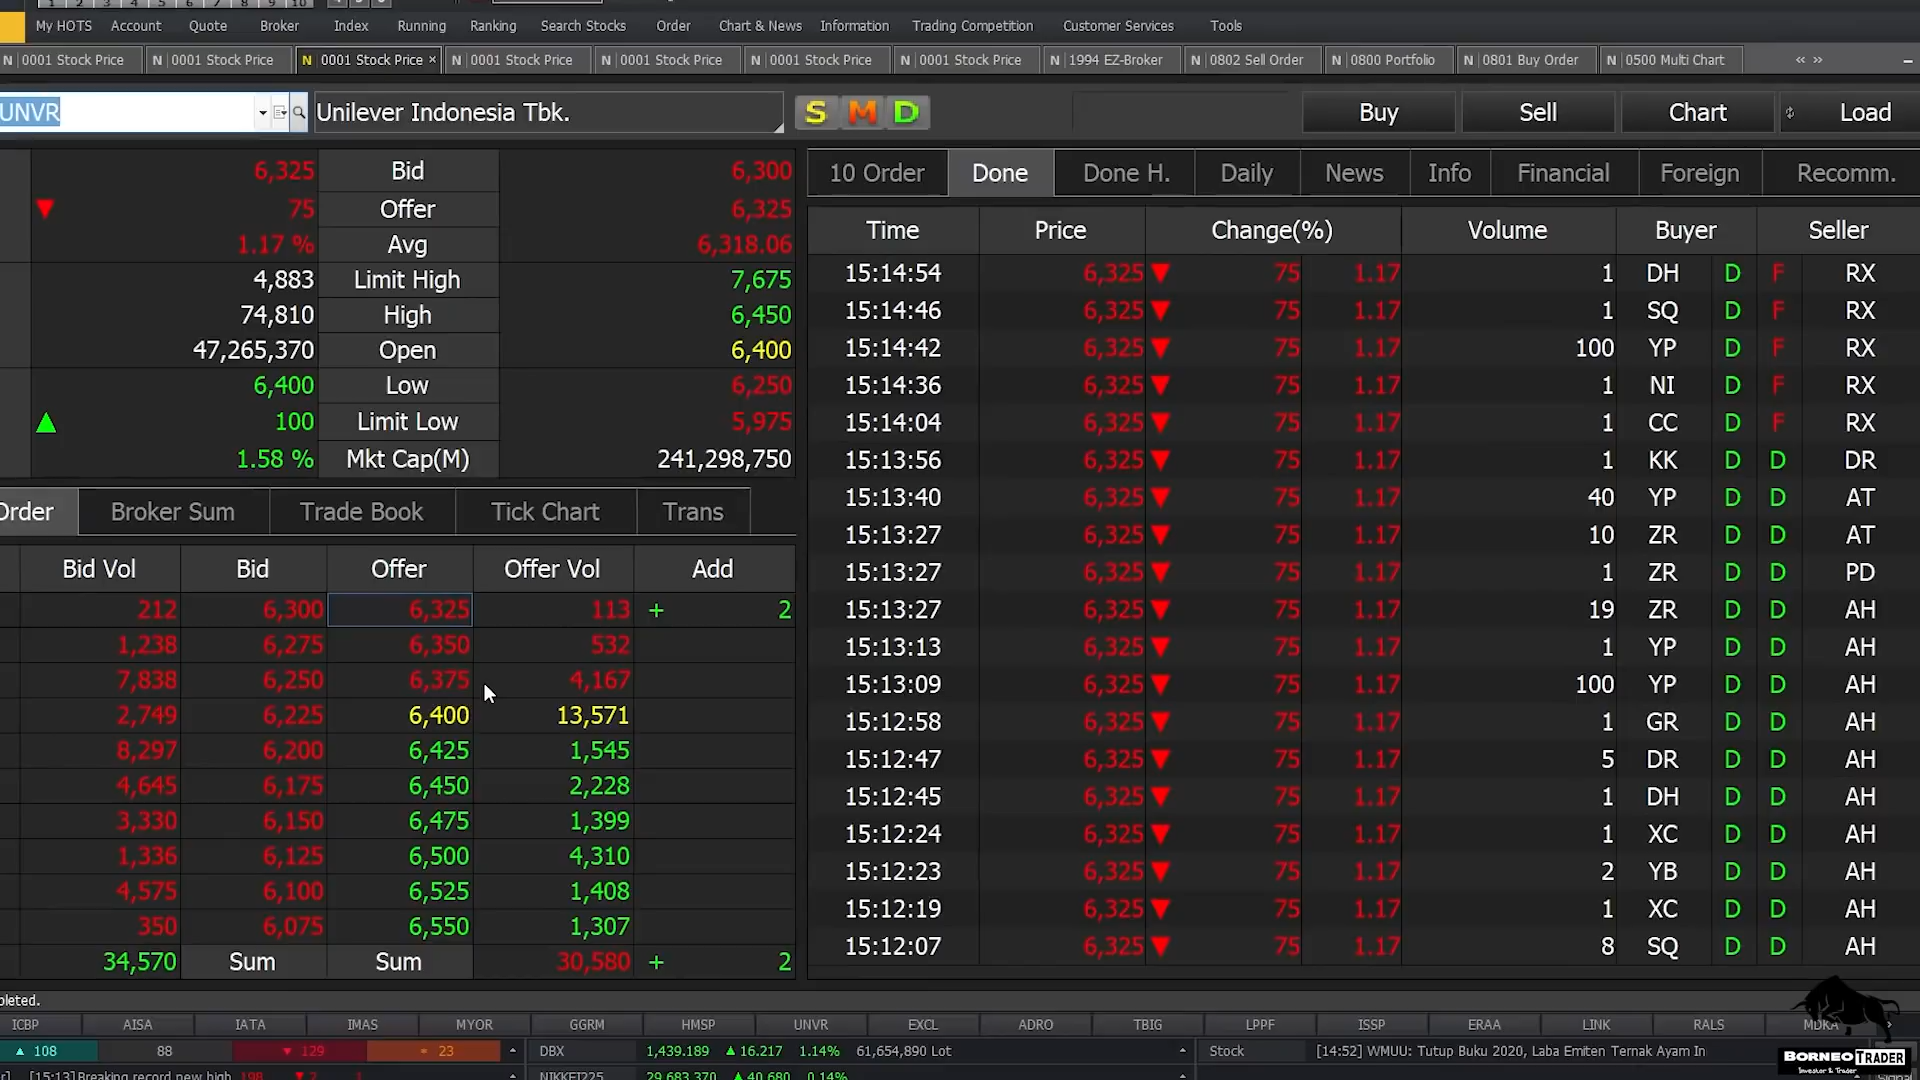 1 2 3 4 5 6 7 8 9 10
My HOTS Account Quote Broker Index Running Ranking Search Stocks Order Chart & News Information Trading Competition Customer Services Tools
N 0001 Stock Price N 0001 Stock Price N 0001 Stock Price × N 0001 Stock Price N 0001 Stock Price N 0001 Stock Price N 0001 Stock Price N 1994 EZ-Broker N 0802 Sell Order N 0800 Portfolio N 0801 Buy Order N 0500 Multi Chart « »
UNVR Unilever Indonesia Tbk. S M D Buy Sell Chart Load
6,325 Bid 6,300
▼ 75 Offer 6,325
1.17 % Avg 6,318.06
4,883 Limit High 7,675
74,810 High 6,450
47,265,370 Open 6,400
6,400 Low 6,250
▲ 100 Limit Low 5,975
1.58 % Mkt Cap(M) 241,298,750
Order Broker Sum Trade Book Tick Chart Trans
Bid Vol Bid Offer Offer Vol Add
212 6,300 6,325 113 + 2
1,238 6,275 6,350 532
7,838 6,250 6,375 4,167
2,749 6,225 6,400 13,571
8,297 6,200 6,425 1,545
4,645 6,175 6,450 2,228
3,330 6,150 6,475 1,399
1,336 6,125 6,500 4,310
4,575 6,100 6,525 1,408
350 6,075 6,550 1,307
34,570 Sum Sum 30,580 + 2
10 Order Done Done H. Daily News Info Financial Foreign Recomm.
Time Price Change(%) Volume Buyer Seller
15:14:54 6,325 ▼ 75 1.17 1 DH D F RX
15:14:46 6,325 ▼ 75 1.17 1 SQ D F RX
15:14:42 6,325 ▼ 75 1.17 100 YP D F RX
15:14:36 6,325 ▼ 75 1.17 1 NI D F RX
15:14:04 6,325 ▼ 75 1.17 1 CC D F RX
15:13:56 6,325 ▼ 75 1.17 1 KK D D DR
15:13:40 6,325 ▼ 75 1.17 40 YP D D AT
15:13:27 6,325 ▼ 75 1.17 10 ZR D D AT
15:13:27 6,325 ▼ 75 1.17 1 ZR D D PD
15:13:27 6,325 ▼ 75 1.17 19 ZR D D AH
15:13:13 6,325 ▼ 75 1.17 1 YP D D AH
15:13:09 6,325 ▼ 75 1.17 100 YP D D AH
15:12:58 6,325 ▼ 75 1.17 1 GR D D AH
15:12:47 6,325 ▼ 75 1.17 5 DR D D AH
15:12:45 6,325 ▼ 75 1.17 1 DH D D AH
15:12:24 6,325 ▼ 75 1.17 1 XC D D AH
15:12:23 6,325 ▼ 75 1.17 2 YB D D AH
15:12:19 6,325 ▼ 75 1.17 1 XC D D AH
15:12:07 6,325 ▼ 75 1.17 8 SQ D D AH
pleted.
ICBP AISA IATA IMAS MYOR GGRM HMSP UNVR EXCL ADRO TBIG LPPF ISSP ERAA LINK RALS MDKA
▲ 108 88 ▼ 129 = 23 DBX 1,439.189 ▲ 16.217 1.14% 61,654,890 Lot Stock [14:52] WMUU: Tutup Buku 2020, Laba Emiten Ternak Ayam In
[15:13]Breaking record new high 198 ▼ 2 NIKKEI225 29,683.370 ▲ 40.680 0.14%
BORNEO TRADER
Investor & Trader